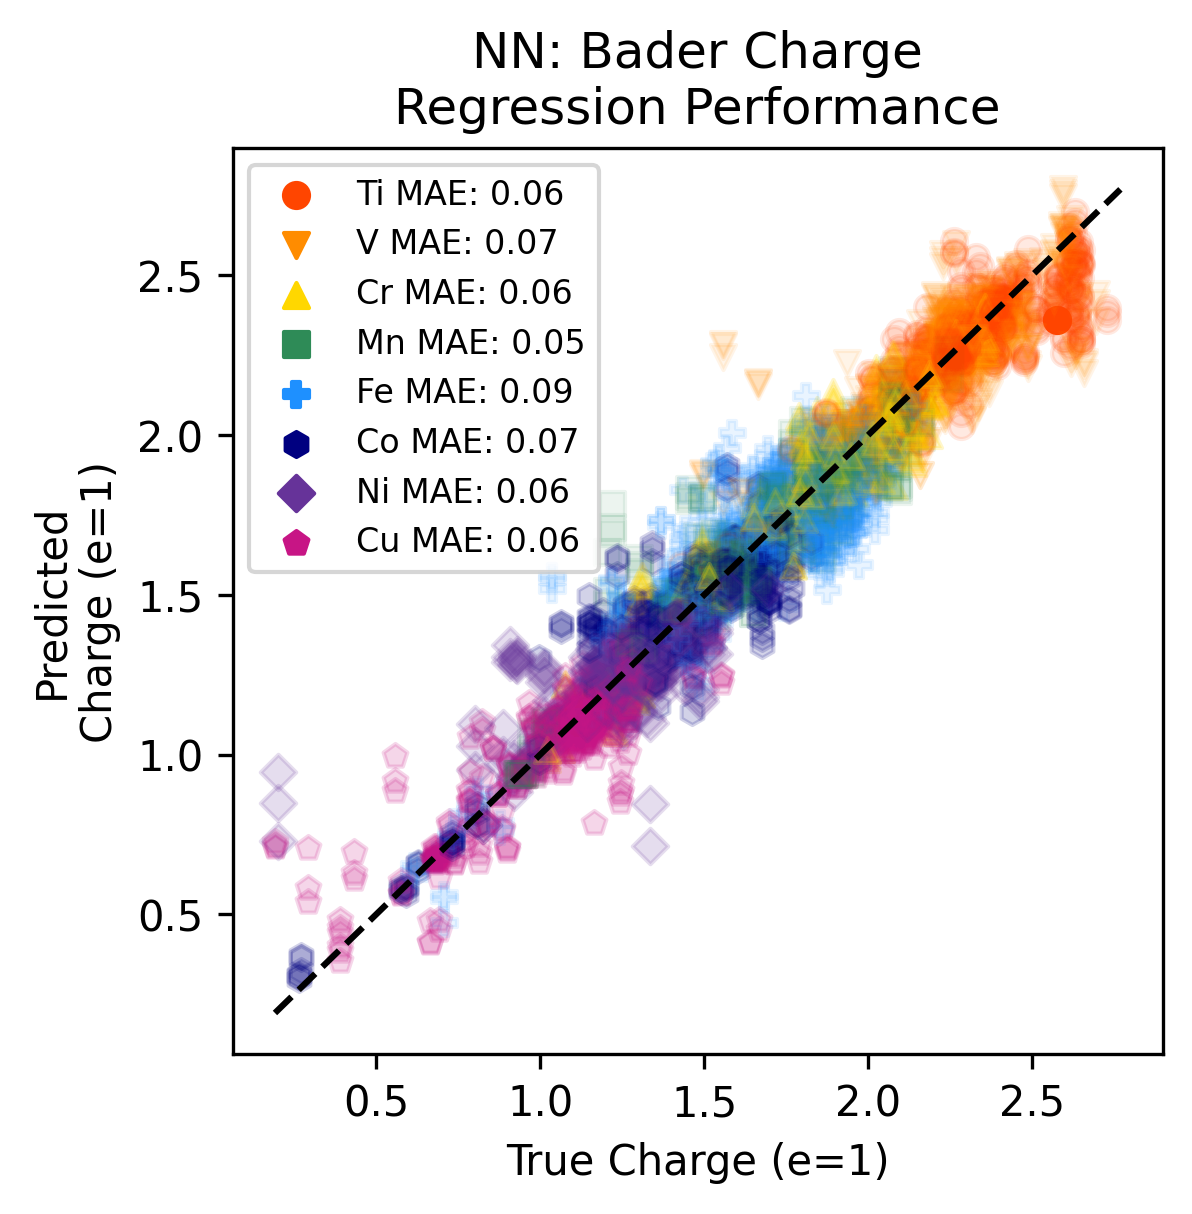 NN: Bader Charge
Regression Performance
Ti MAE: 0.06
V MAE: 0.07
Cr MAE: 0.06
Mn MAE: 0.05
Fe MAE: 0.09
Co MAE: 0.07
Ni MAE: 0.06
Cu MAE: 0.06
Predicted
Charge (e=1)
2.5
2.0
1.5
1.0
0.5
0.5 1.0 1.5 2.0 2.5
True Charge (e=1)